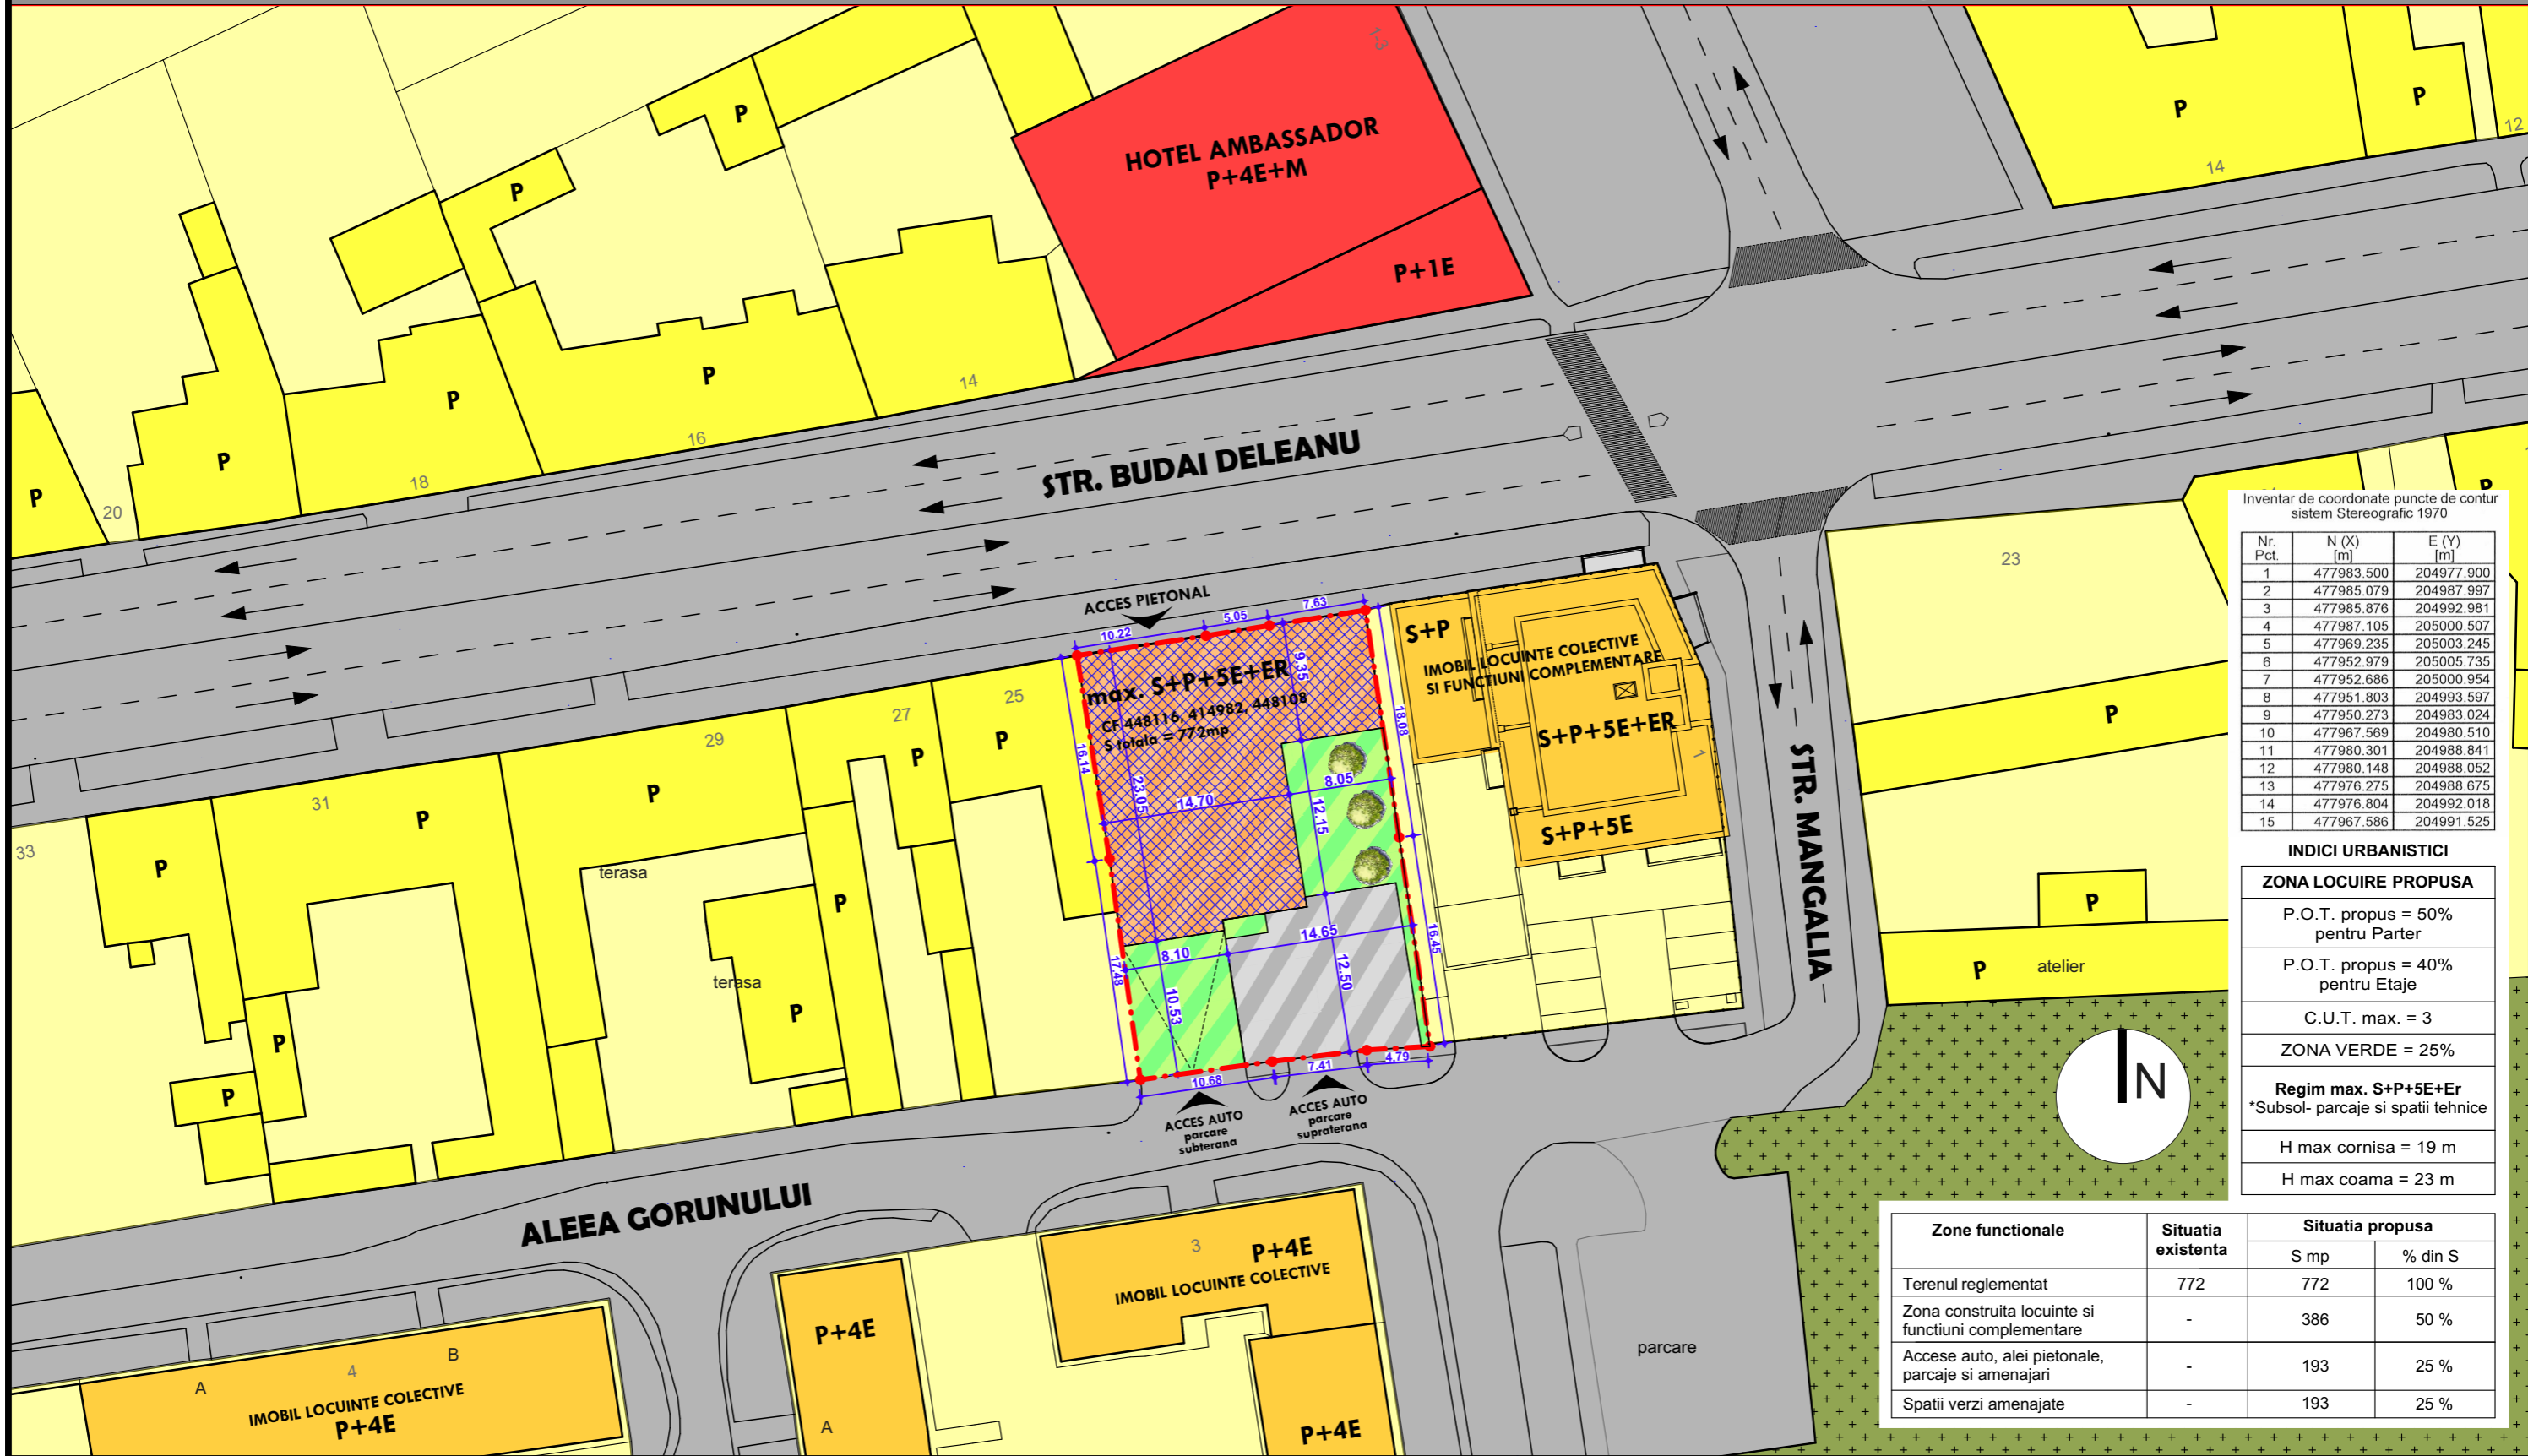 1-3
HOTEL AMBASSADOR
P+4E+M
P+1E
P
P
P
P
12
14
14
P
P
P
P
P
16
18
20
STR. BUDAI DELEANU
ACCES PIETONAL
10.22
5.05
7.63
max. S+P+5E+ER
CF 448116, 414982, 448108
S totala = 772mp
9.35
16.14
23.05
14.70
8.05
12.15
18.08
8.10
14.65
17.48
10.53
12.50
16.45
10.68
7.41
4.79
ACCES AUTO
parcare
subterana
ACCES AUTO
parcare
supraterana
S+P
IMOBIL LOCUINTE COLECTIVE
SI FUNCTIUNI COMPLEMENTARE
S+P+5E+ER
S+P+5E
1
STR. MANGALIA
23
P
P
P
P
atelier
25
27
29
31
33
P
P
P
P
P
P
P
P
P
terasa
terasa
ALEEA GORUNULUI
3
P+4E
IMOBIL LOCUINTE COLECTIVE
P+4E
P+4E
A
A
4
B
IMOBIL LOCUINTE COLECTIVE
P+4E
parcare
N
Inventar de coordonate puncte de contur
sistem Stereografic 1970
Nr. Pct. N (X) [m] E (Y) [m]
1 477983.500 204977.900
2 477985.079 204987.997
3 477985.876 204992.981
4 477987.105 205000.507
5 477969.235 205003.245
6 477952.979 205005.735
7 477952.686 205000.954
8 477951.803 204993.597
9 477950.273 204983.024
10 477967.569 204980.510
11 477980.301 204988.841
12 477980.148 204988.052
13 477976.275 204988.675
14 477976.804 204992.018
15 477967.586 204991.525
INDICI URBANISTICI
ZONA LOCUIRE PROPUSA
P.O.T. propus = 50%
pentru Parter
P.O.T. propus = 40%
pentru Etaje
C.U.T. max. = 3
ZONA VERDE = 25%
Regim max. S+P+5E+Er
*Subsol- parcaje si spatii tehnice
H max cornisa = 19 m
H max coama = 23 m
Zone functionale Situatia existenta Situatia propusa
S mp % din S
Terenul reglementat 772 772 100 %
Zona construita locuinte si
functiuni complementare - 386 50 %
Accese auto, alei pietonale,
parcaje si amenajari - 193 25 %
Spatii verzi amenajate - 193 25 %